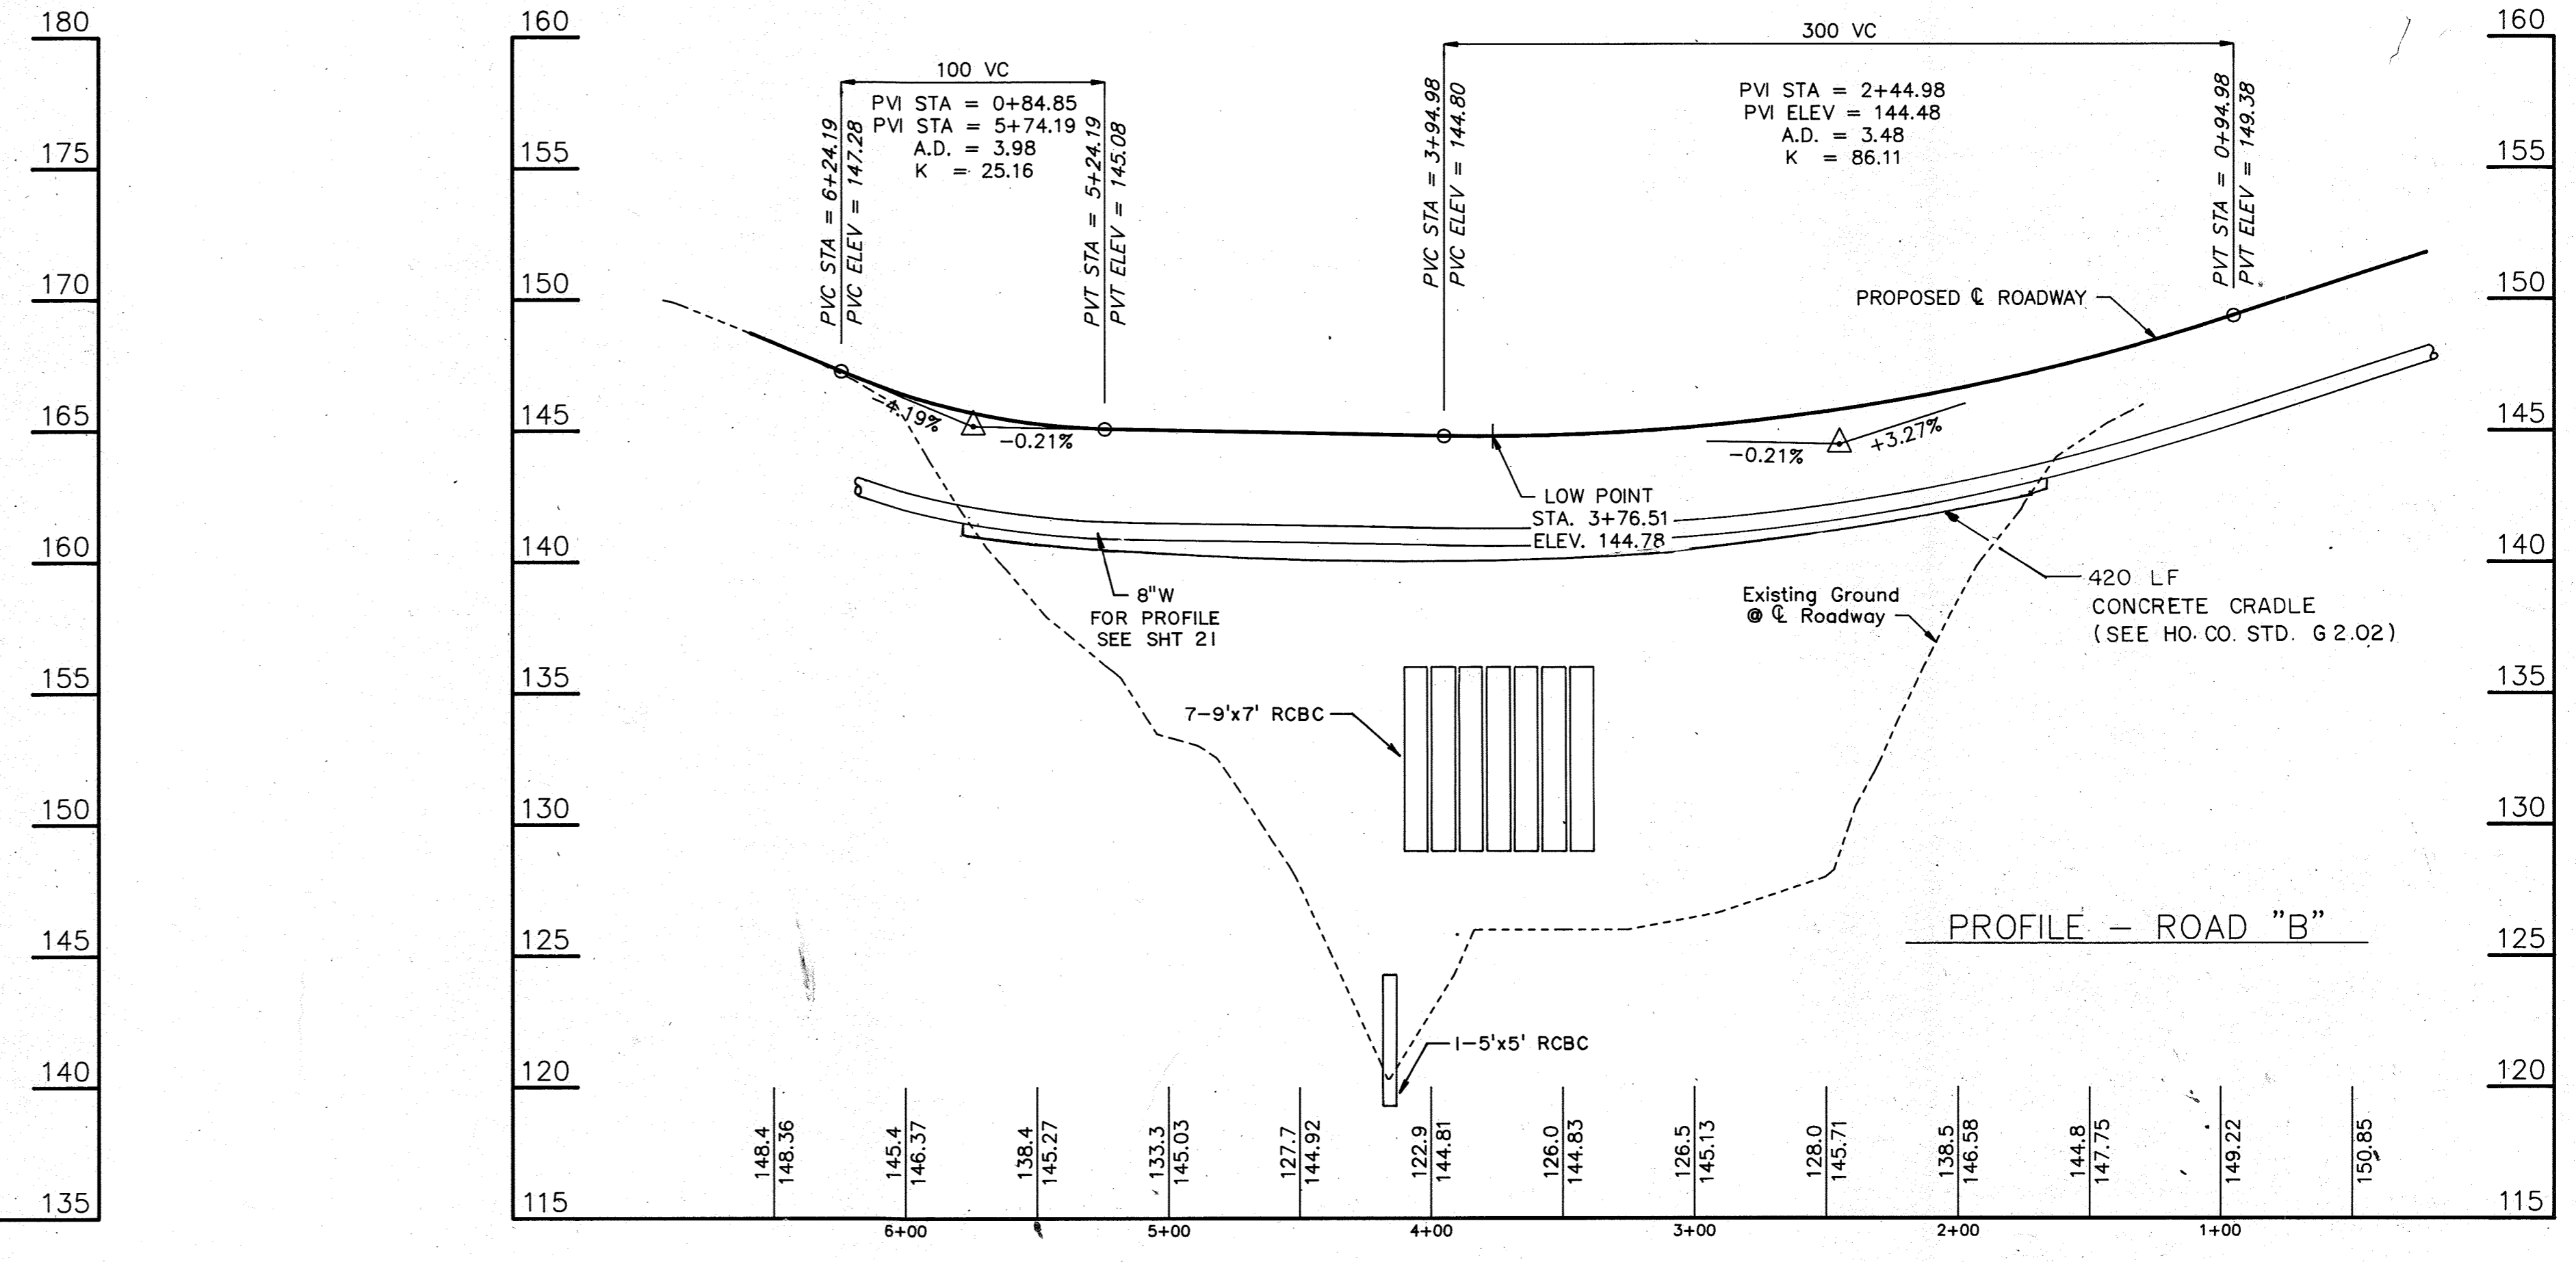 180
175
170
165
160
155
150
145
140
135
160
155
150
145
140
135
130
125
120
115
100 VC
PVI STA = 0+84.85
PVI STA = 5+74.19
A.D. = 3.98
K = 25.16
PVC STA = 6+24.19
PVC ELEV = 147.28
PVT STA = 5+24.19
PVT ELEV = 145.08
300 VC
PVI STA = 2+44.98
PVI ELEV = 144.48
A.D. = 3.48
K = 86.11
PVC STA = 3+94.98
PVC ELEV = 144.80
PVT STA = 0+94.98
PVT ELEV = 149.38
PROPOSED ℄ ROADWAY
-4.19%
-0.21%
-0.21%
+3.27%
LOW POINT
STA. 3+76.51
ELEV. 144.78
8"W
FOR PROFILE
SEE SHT 21
Existing Ground
@ ℄ Roadway
420 LF
CONCRETE CRADLE
(SEE HO. CO. STD. G 2.02)
7-9'x7' RCBC
1-5'x5' RCBC
PROFILE - ROAD "B"
148.4
148.36
145.4
146.37
138.4
145.27
133.3
145.03
127.7
144.92
122.9
144.81
126.0
144.83
126.5
145.13
128.0
145.71
138.5
146.58
144.8
147.75
149.22
150.85
6+00
5+00
4+00
3+00
2+00
1+00
160
155
150
145
140
135
130
125
120
115